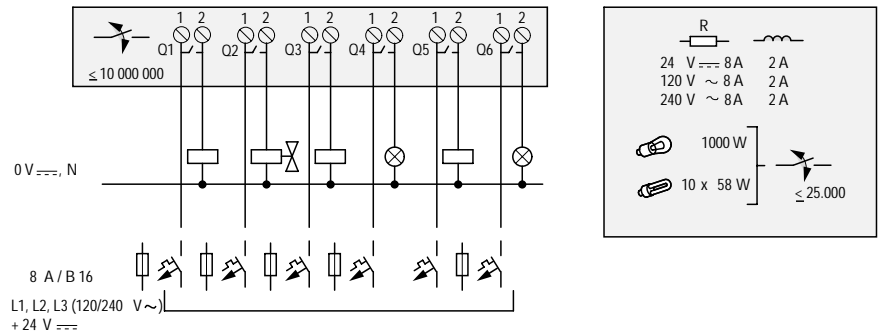 1 2 1 2 1 2 1 2 1 2 1 2
Q1 Q2 Q3 Q4 Q5 Q6
≤ 10 000 000
0 V ⎓, N
8 A / B 16
L1, L2, L3 (120/240 V ~)
+ 24 V ⎓
R
24 V ⎓ 8 A 2 A
120 V ~ 8 A 2 A
240 V ~ 8 A 2 A
1000 W
10 x 58 W
≤ 25.000